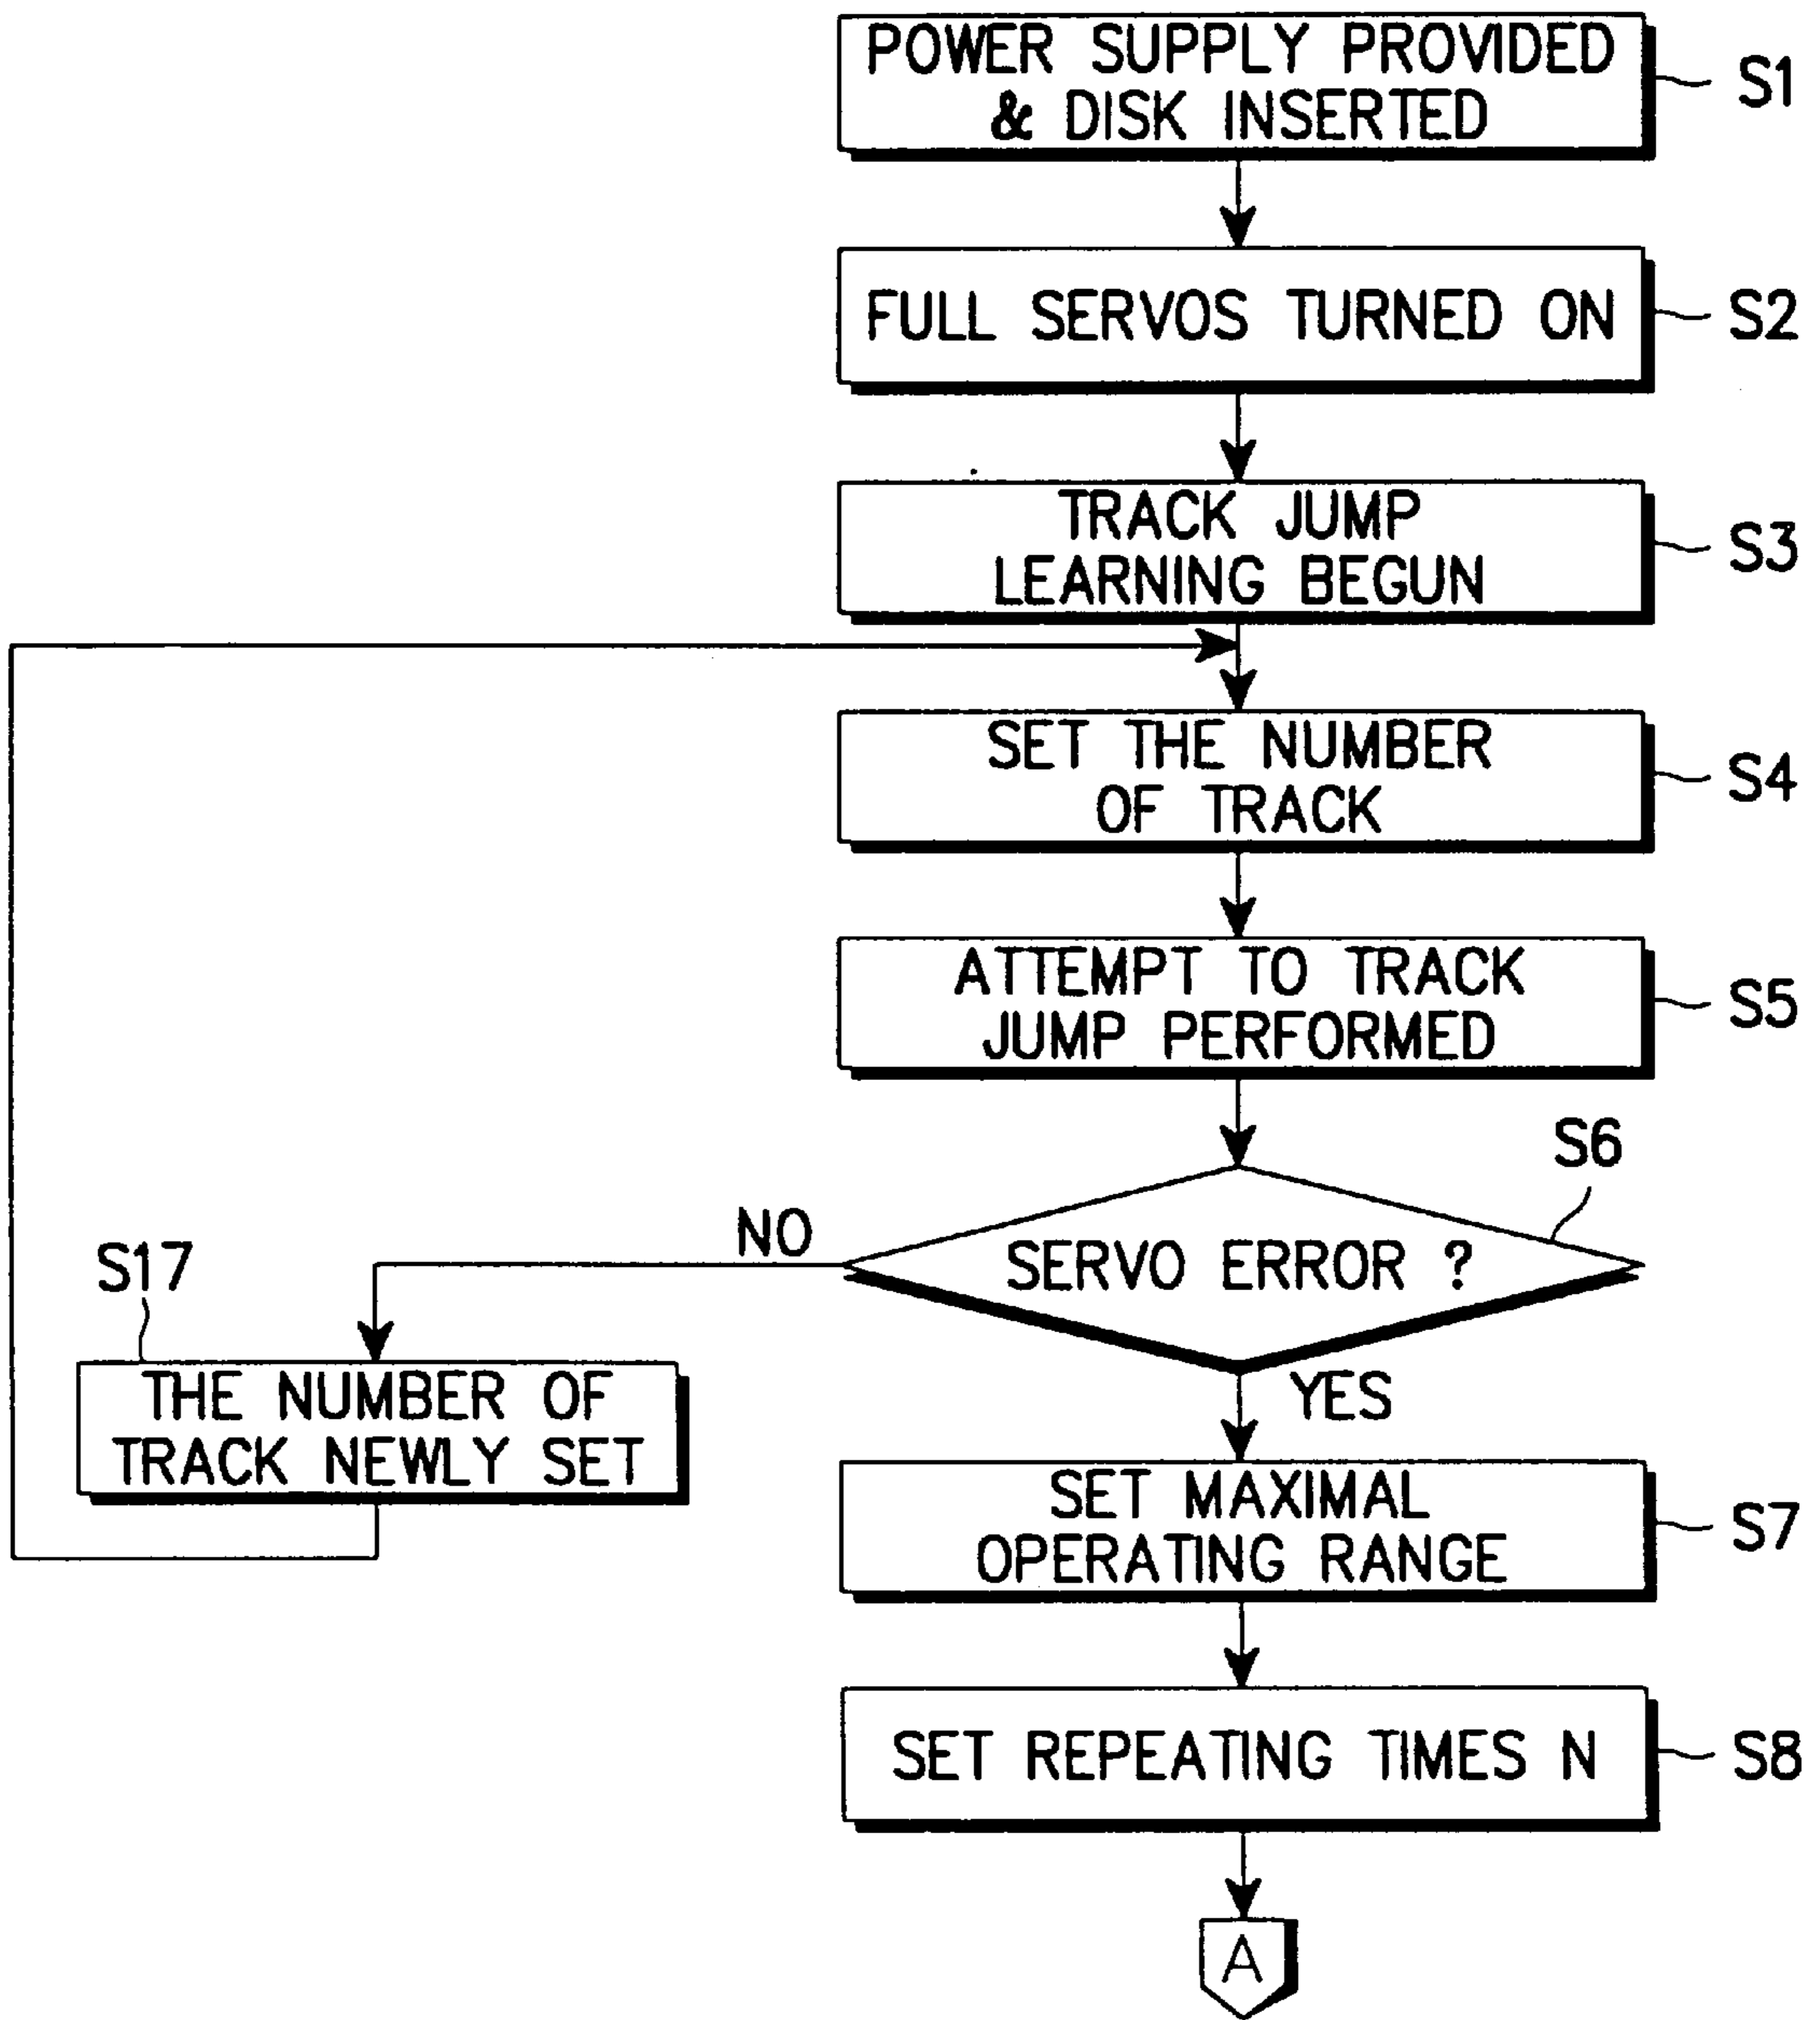 POWER SUPPLY PROVIDED
& DISK INSERTED
S1
FULL SERVOS TURNED ON
S2
TRACK JUMP
LEARNING BEGUN
S3
SET THE NUMBER
OF TRACK
S4
ATTEMPT TO TRACK
JUMP PERFORMED
S5
S6
SERVO ERROR ?
NO
S17
THE NUMBER OF
TRACK NEWLY SET
YES
SET MAXIMAL
OPERATING RANGE
S7
SET REPEATING TIMES N
S8
A